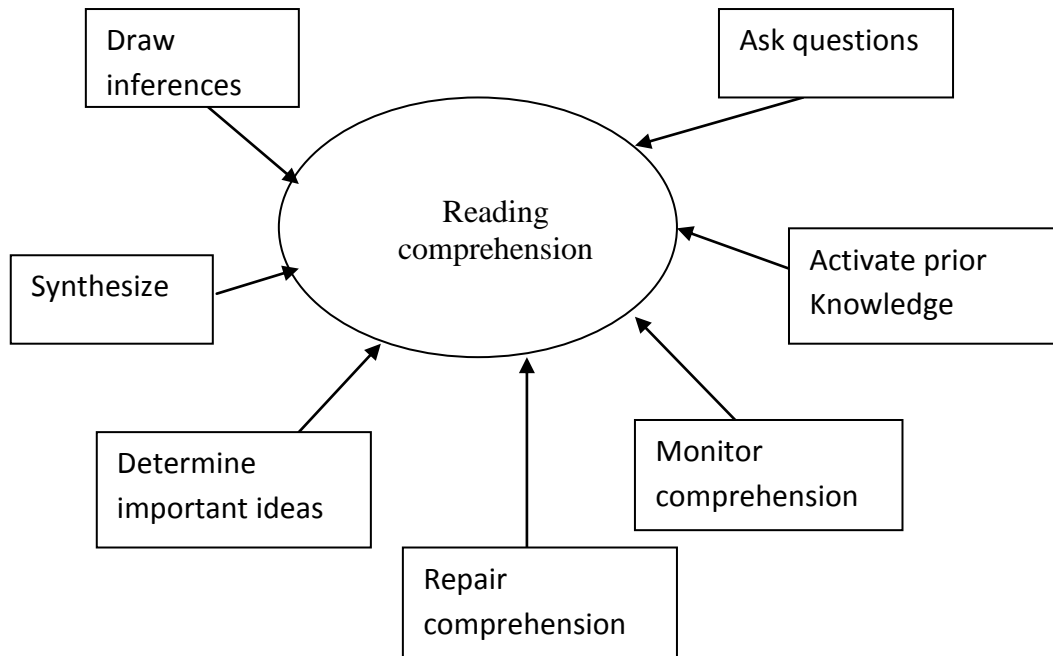 Draw
inferences
Ask questions
Reading
comprehension
Synthesize
Activate prior
Knowledge
Determine
important ideas
Monitor
comprehension
Repair
comprehension